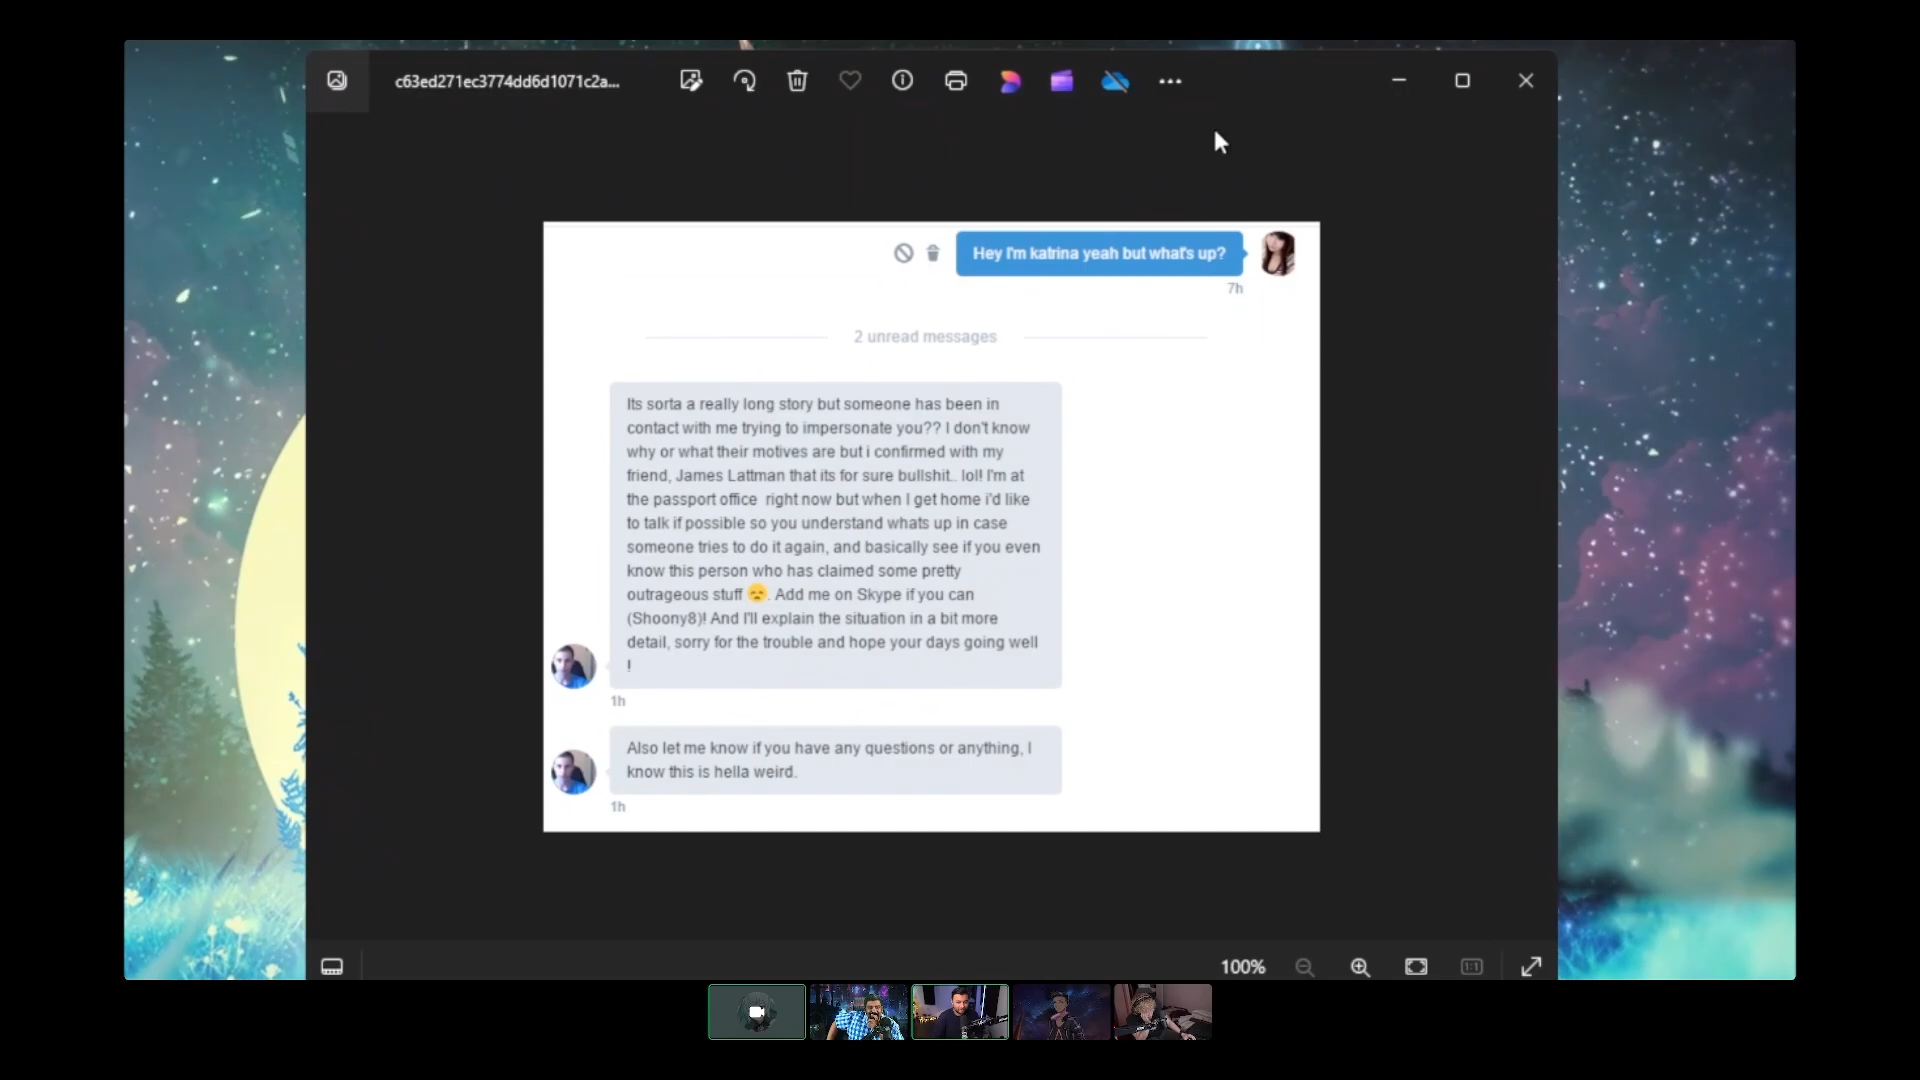 c63ed271ec3774dd6d1071c2a...
Hey I'm katrina yeah but what's up?
7h
2 unread messages
Its sorta a really long story but someone has been in
contact with me trying to impersonate you?? I don't know
why or what their motives are but i confirmed with my
friend, James Lattman that its for sure bullshit.. lol! I'm at
the passport office right now but when I get home i'd like
to talk if possible so you understand whats up in case
someone tries to do it again, and basically see if you even
know this person who has claimed some pretty
outrageous stuff 😞. Add me on Skype if you can
(Shoony8)! And I'll explain the situation in a bit more
detail, sorry for the trouble and hope your days going well
!
1h
Also let me know if you have any questions or anything, I
know this is hella weird.
1h
100%
1:1